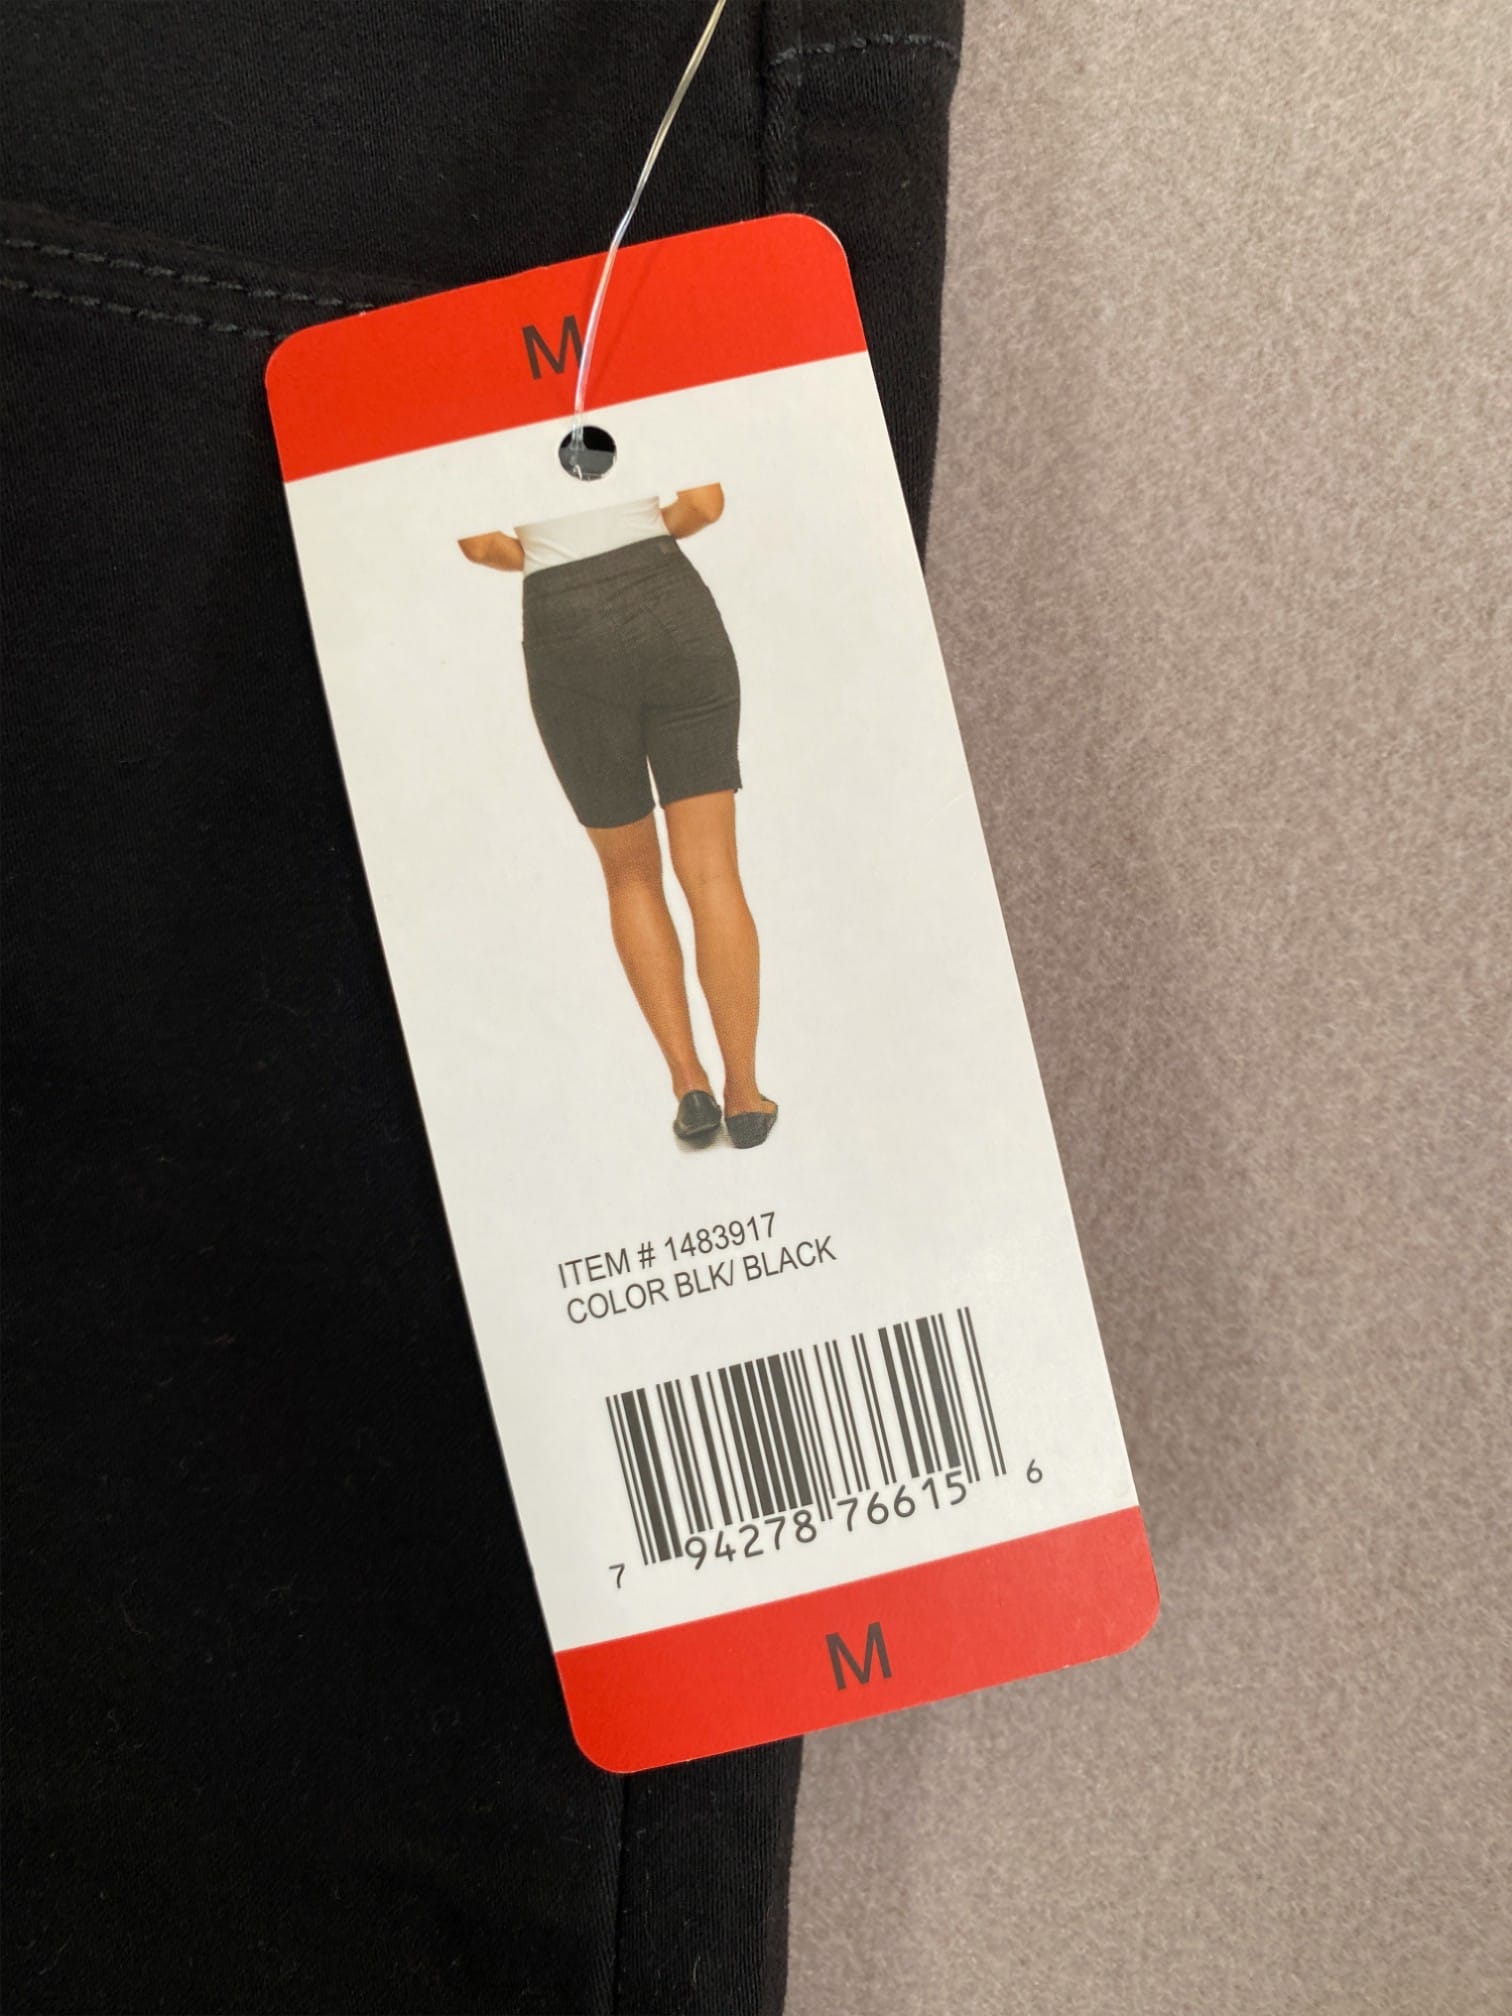 M
ITEM # 1483917
COLOR BLK/ BLACK
7 94278 76615 6
M